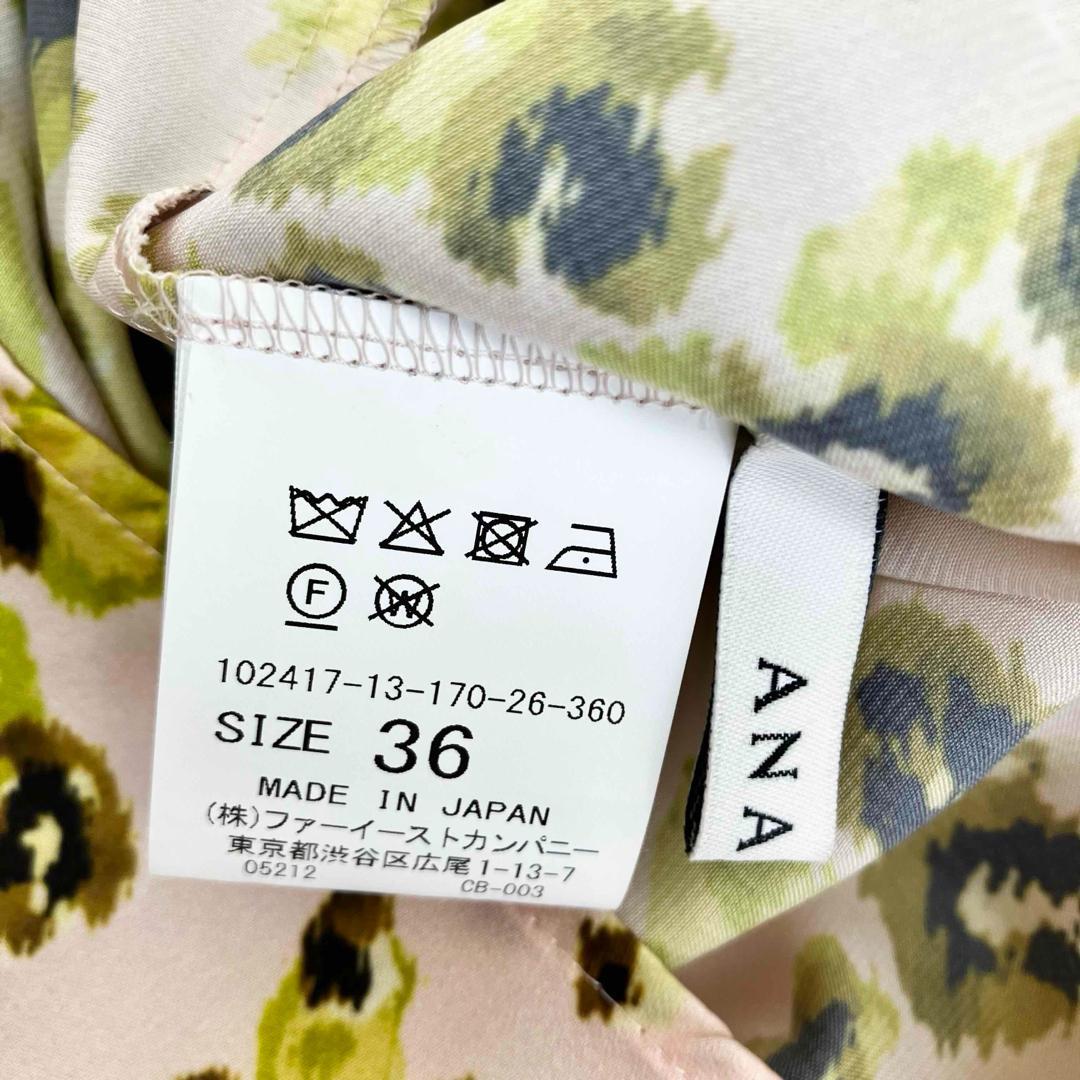 F W
102417-13-170-26-360
SIZE 36
MADE IN JAPAN
(株)ファーイーストカンパニー
東京都渋谷区広尾1-13-7
05212 CB-003
ANA